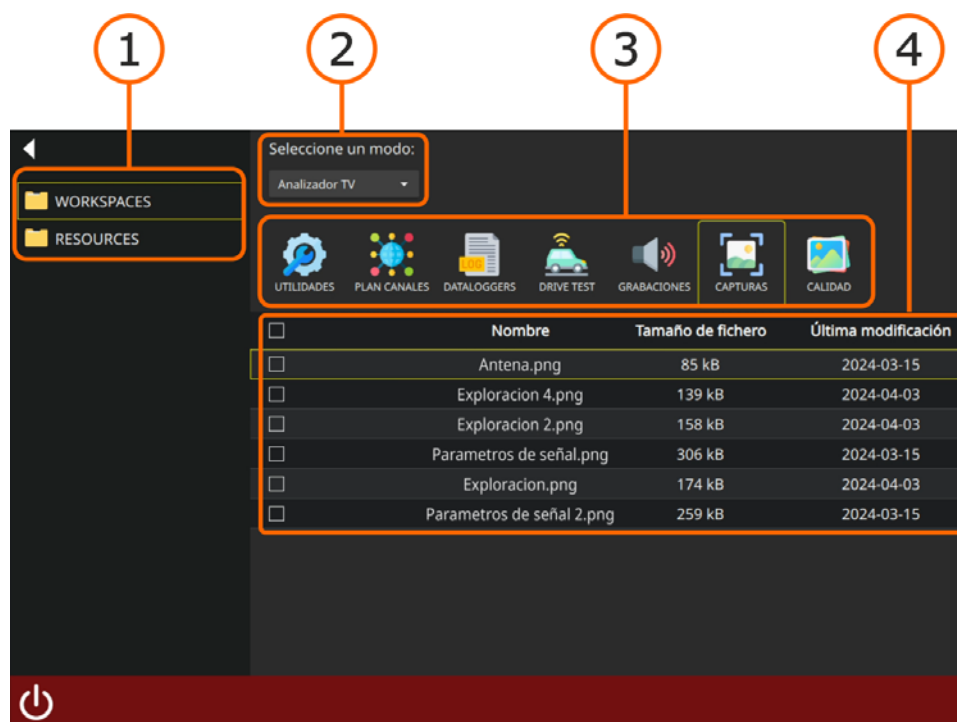 1 2 3 4
Seleccione un modo:
Analizador TV
WORKSPACES
RESOURCES
UTILIDADES PLAN CANALES DATALOGGERS DRIVE TEST GRABACIONES CAPTURAS CALIDAD
LOG
Nombre Tamaño de fichero Última modificación
Antena.png 85 kB 2024-03-15
Exploracion 4.png 139 kB 2024-04-03
Exploracion 2.png 158 kB 2024-04-03
Parametros de señal.png 306 kB 2024-03-15
Exploracion.png 174 kB 2024-04-03
Parametros de señal 2.png 259 kB 2024-03-15